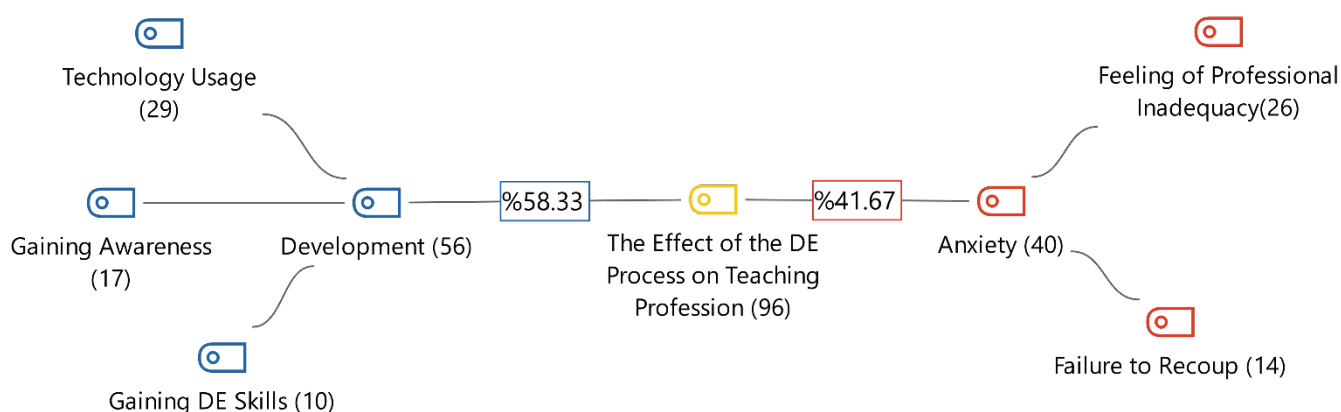 Technology Usage
(29)
Feeling of Professional
Inadequacy(26)
%58.33
%41.67
Gaining Awareness
(17)
Development (56)
The Effect of the DE
Process on Teaching
Profession (96)
Anxiety (40)
Gaining DE Skills (10)
Failure to Recoup (14)